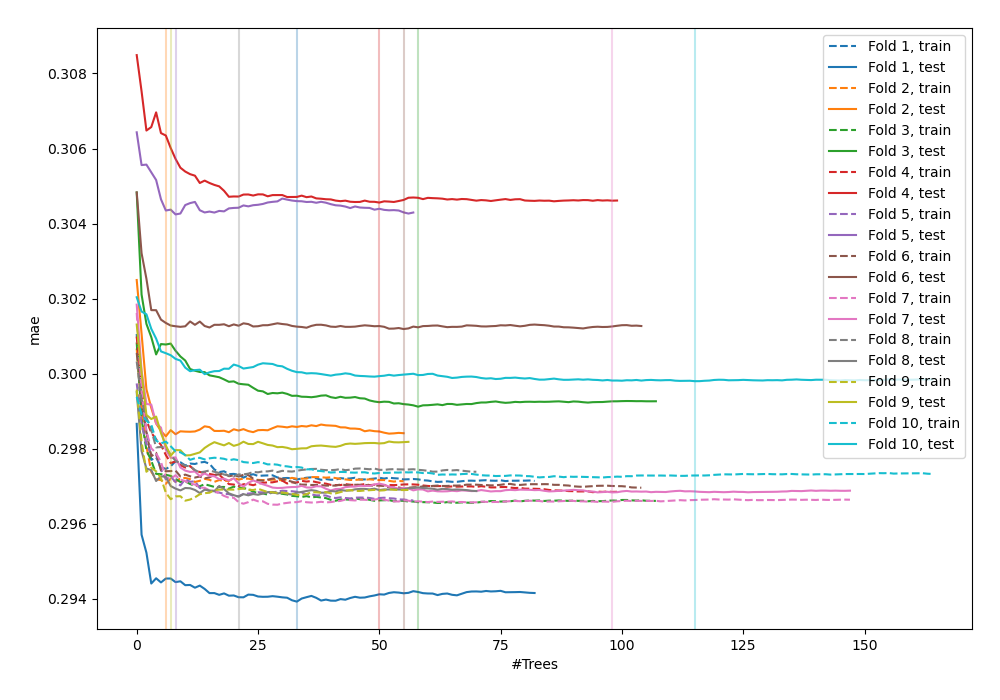 0.308
0.306
0.304
0.302
0.300
0.298
0.296
0.294
mae
0
25
50
75
100
125
150
#Trees
Fold 1, train
Fold 1, test
Fold 2, train
Fold 2, test
Fold 3, train
Fold 3, test
Fold 4, train
Fold 4, test
Fold 5, train
Fold 5, test
Fold 6, train
Fold 6, test
Fold 7, train
Fold 7, test
Fold 8, train
Fold 8, test
Fold 9, train
Fold 9, test
Fold 10, train
Fold 10, test